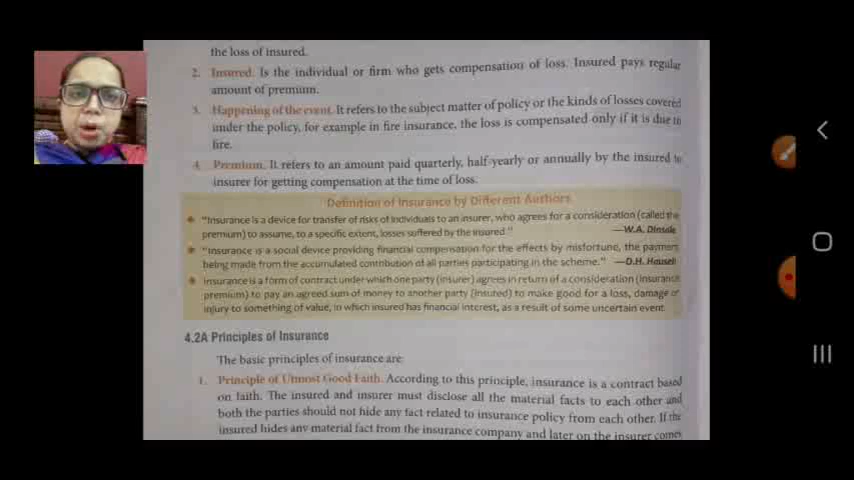 the loss of insured.
2. Insured. Is the individual or firm who gets compensation of loss. Insured pays regular
amount of premium.
3. Happening of the event. It refers to the subject matter of policy or the kinds of losses covered
under the policy, for example in fire insurance, the loss is compensated only if it is due to
fire.
4. Premium. It refers to an amount paid quarterly, half-yearly or annually by the insured to
insurer for getting compensation at the time of loss.
Definition of Insurance by Different Authors
"Insurance is a device for transfer of risks of individuals to an insurer, who agrees for a consideration (called the
premium) to assume, to a specific extent, losses suffered by the insured." —W.A. Dinsdle
"Insurance is a social device providing financial compensation for the effects by misfortune, the payment
being made from the accumulated contribution of all parties participating in the scheme." —D.H. Hausell
Insurance is a form of contract under which one party (insurer) agrees in return of a consideration (insurance
premium) to pay an agreed sum of money to another party (insured) to make good for a loss, damage or
injury to something of value, in which insured has financial interest, as a result of some uncertain event
4.2A Principles of Insurance
The basic principles of insurance are
1. Principle of Utmost Good Faith. According to this principle, insurance is a contract based
on faith. The insured and insurer must disclose all the material facts to each other and
both the parties should not hide any fact related to insurance policy from each other. If the
insured hides any material fact from the insurance company and later on the insurer comes